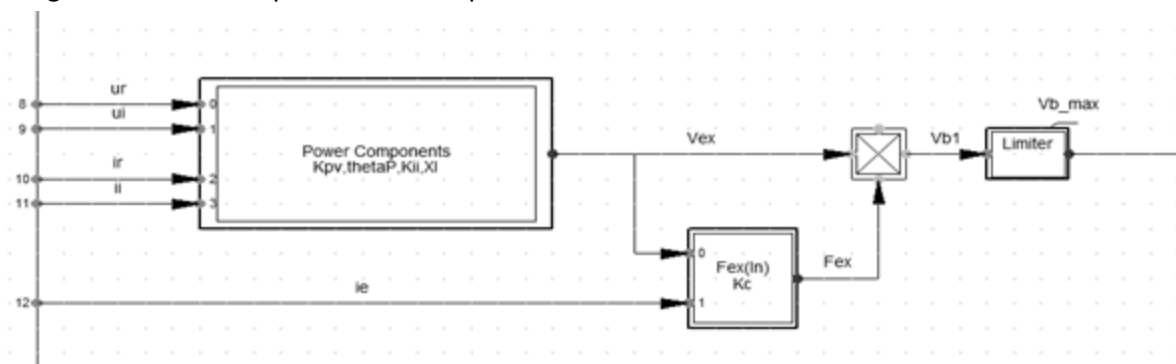 8
ur
0
9
ui
1
10
ir
2
11
ii
3
Power Components
Kpv,thetaP,Kii,Xl
Vex
Vb1
Vb_max
Limiter
0
Fex(In)
Kc
Fex
12
ie
1